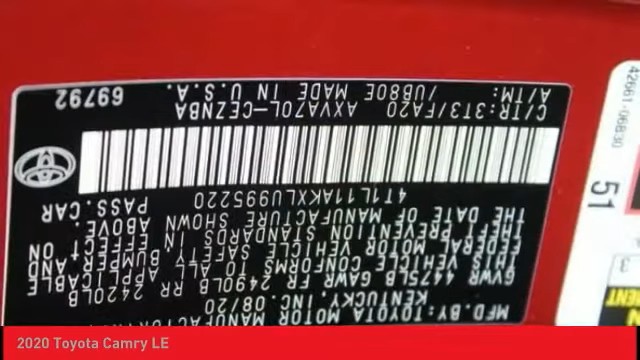 MFD.BY:TOYOTA MOTOR
KENTUCKY, INC. 08/20
GVWR 4475LB GAWR FR 2490LB RR 2420LB
THIS VEHICLE CONFORMS TO ALL APPLICABLE
FEDERAL MOTOR VEHICLE SAFETY, BUMPER, AND
THEFT PREVENTION STANDARDS IN EFFECT ON
THE DATE OF MANUFACTURE SHOWN ABOVE.
4T1L11AKXLU995220 PASS.CAR
C/TR:3T3/FA20 AXVA70L-CEZNBA 69792
A/TM: /UB80E MADE IN U.S.A.
42661-06830
51
3
2020 Toyota Camry LE